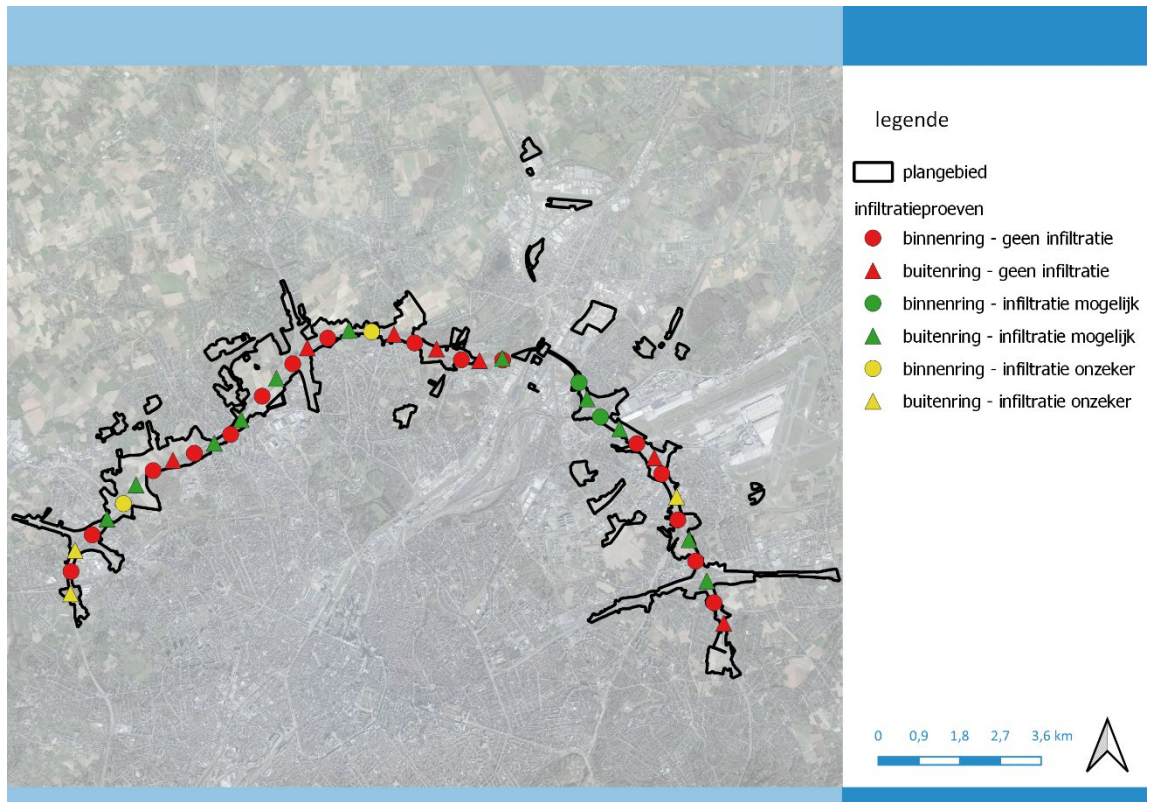 legende
plangebied
infiltratieproeven
binnenring - geen infiltratie
buitenring - geen infiltratie
binnenring - infiltratie mogelijk
buitenring - infiltratie mogelijk
binnenring - infiltratie onzeker
buitenring - infiltratie onzeker
0 0,9 1,8 2,7 3,6 km